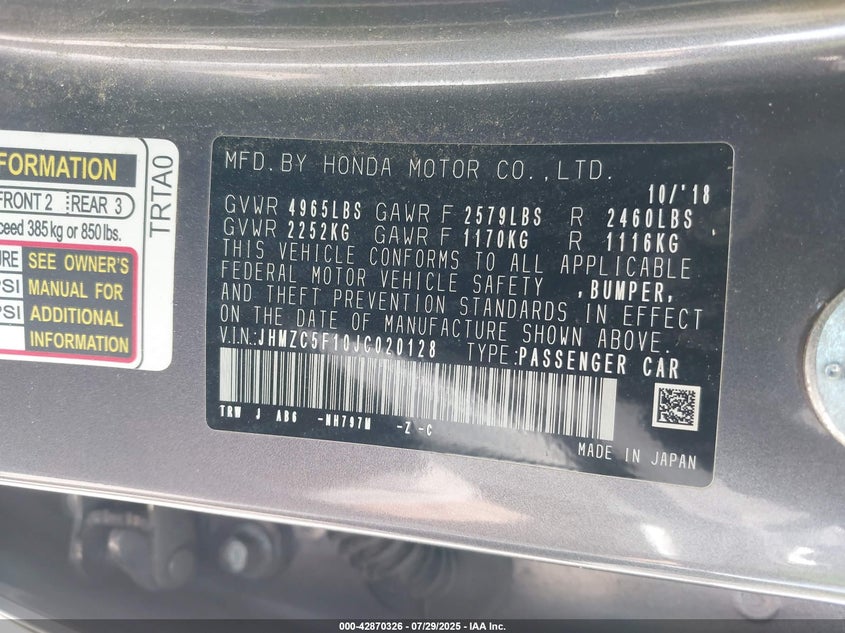 FORMATION
FRONT 2 REAR 3
ceed 385 kg or 850 lbs.
URE SEE OWNER'S
PSI MANUAL FOR
PSI ADDITIONAL
INFORMATION
TRTA0
MFD. BY HONDA MOTOR CO., LTD.
10/'18
GVWR 4965LBS GAWR F 2579LBS R 2460LBS
GVWR 2252KG GAWR F 1170KG R 1116KG
THIS VEHICLE CONFORMS TO ALL APPLICABLE
FEDERAL MOTOR VEHICLE SAFETY ,BUMPER,
AND THEFT PREVENTION STANDARDS IN EFFECT
ON THE DATE OF MANUFACTURE SHOWN ABOVE.
V.IN: JHMZC5F10JC020128 TYPE: PASSENGER CAR
TRW J AB6 -NH797M -Z -C
MADE IN JAPAN
000-42870326 / 07/29/2025 - IAA Inc.